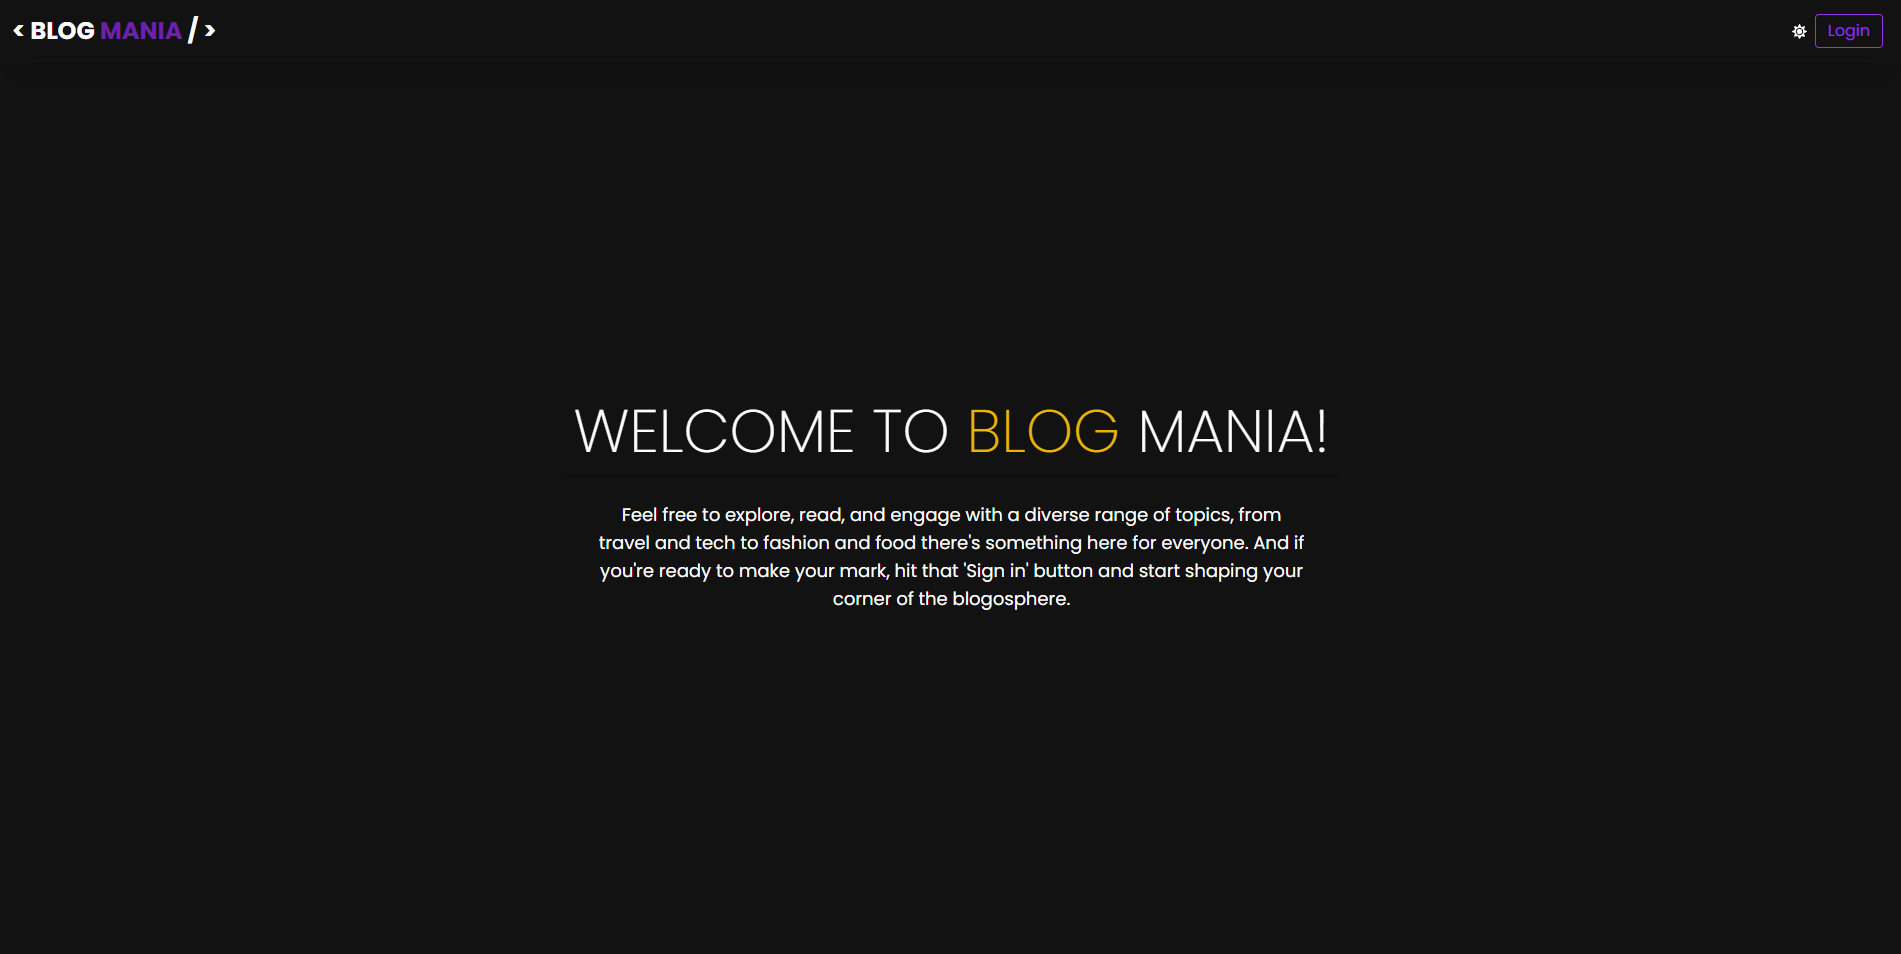 < BLOG MANIA / >
Login
WELCOME TO BLOG MANIA!
Feel free to explore, read, and engage with a diverse range of topics, from
travel and tech to fashion and food there's something here for everyone. And if
you're ready to make your mark, hit that 'Sign in' button and start shaping your
corner of the blogosphere.